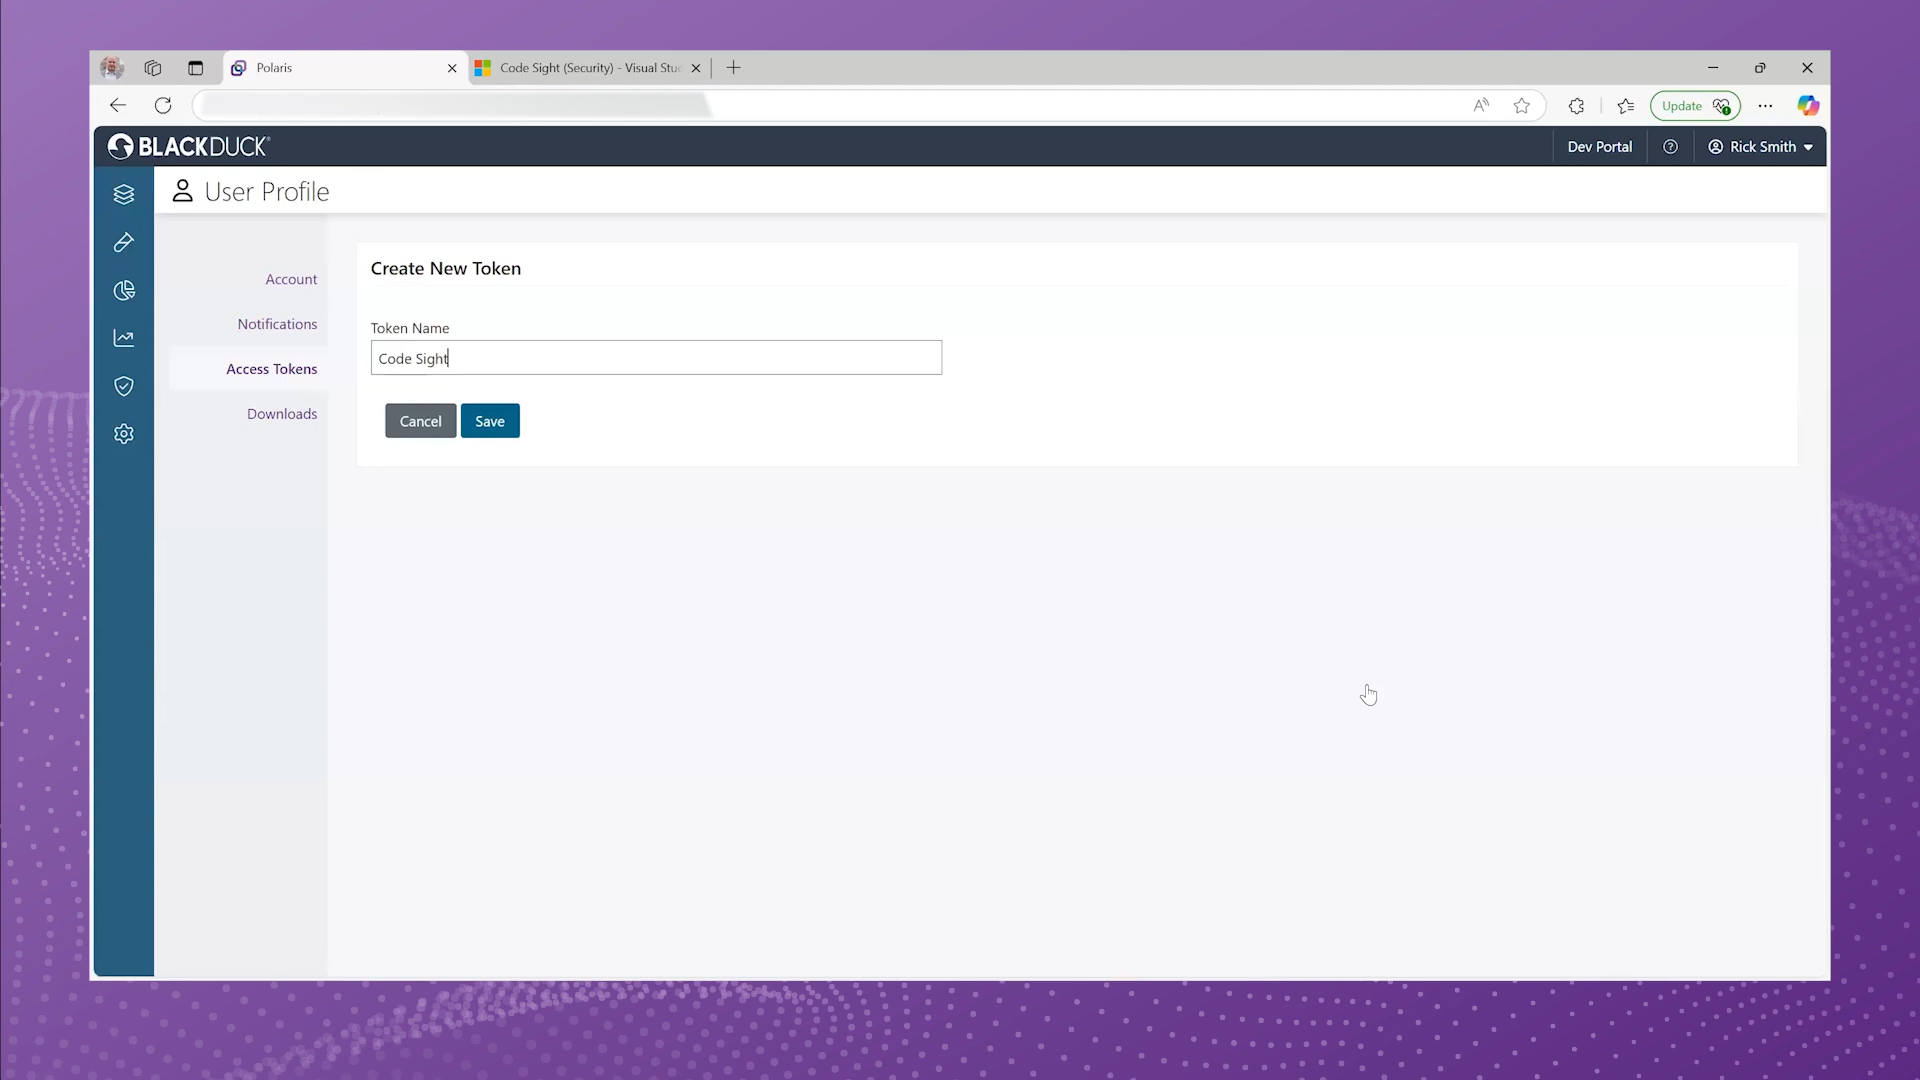 Polaris
Code Sight (Security) - Visual Stu
Update
BLACKDUCK®
Dev Portal
Rick Smith
User Profile
Account
Notifications
Access Tokens
Downloads
Create New Token
Token Name
Code Sight
Cancel
Save